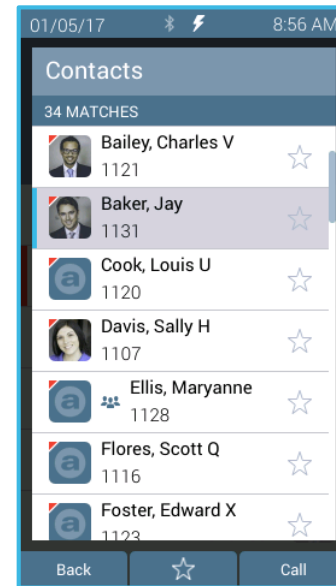 01/05/17 8:56 AM
Contacts
34 MATCHES
Bailey, Charles V
1121
Baker, Jay
1131
a
Cook, Louis U
1120
Davis, Sally H
1107
a
Ellis, Maryanne
1128
a
Flores, Scott Q
1116
a
Foster, Edward X
1123
Back Call